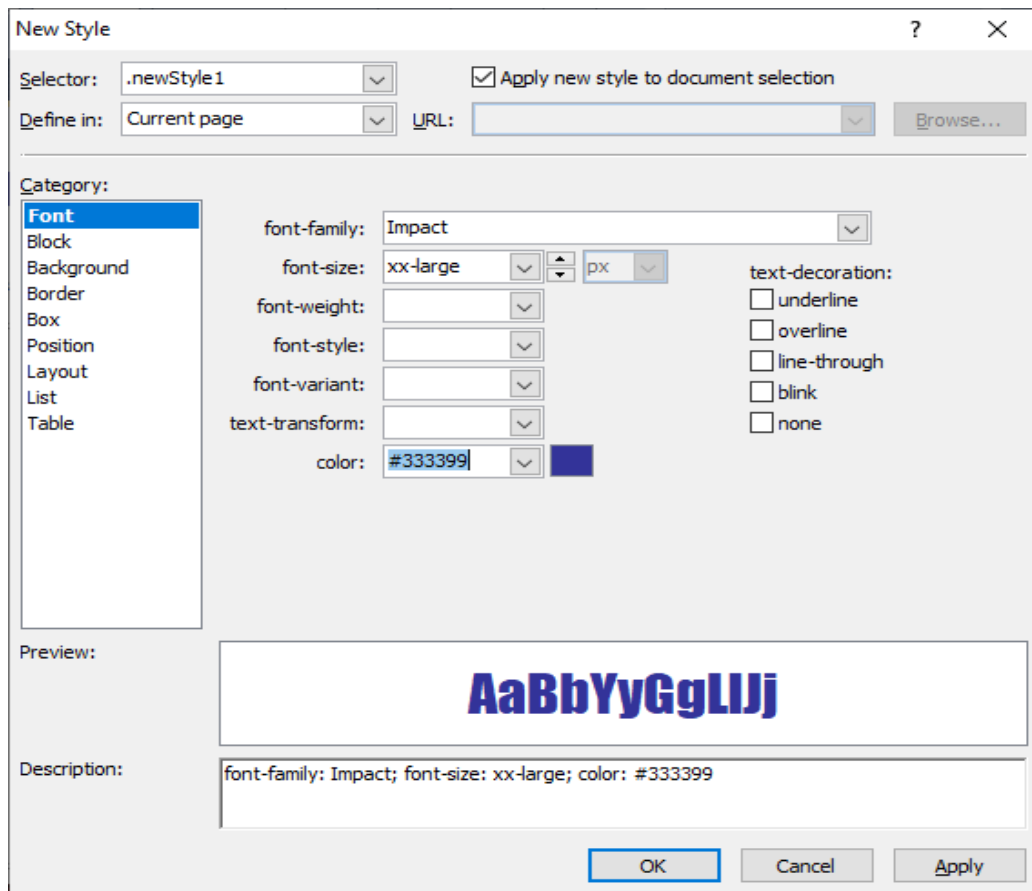 New Style ?
Selector: .newStyle1 Apply new style to document selection
Define in: Current page URL: Browse...
Category:
Font
Block
Background
Border
Box
Position
Layout
List
Table
font-family: Impact
font-size: xx-large px
font-weight:
font-style:
font-variant:
text-transform:
color: #333399
text-decoration:
underline
overline
line-through
blink
none
Preview:
AaBbYyGgLlJj
Description:
font-family: Impact; font-size: xx-large; color: #333399
OK Cancel Apply